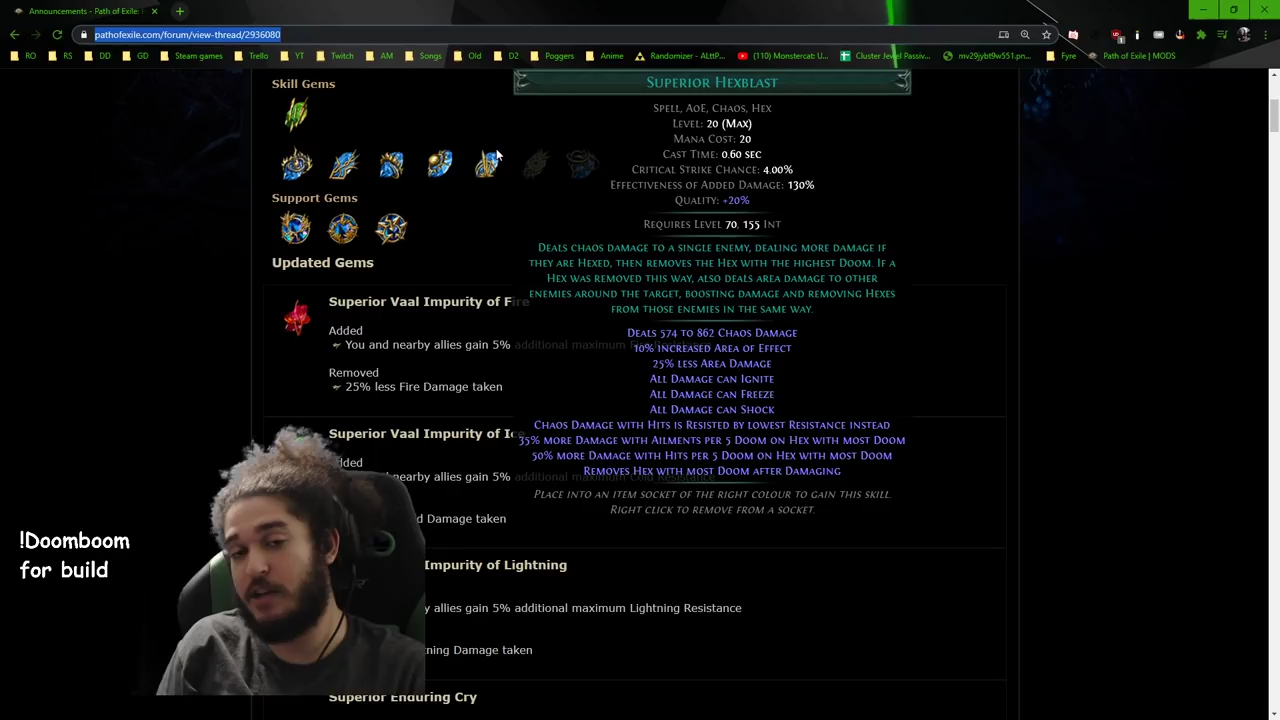 Announcements - Path of Exile: P
pathofexile.com/forum/view-thread/2936080
RO RS DD GD Steam games Trello YT Twitch AM Songs Old D2 Poggers Anime Randomizer - ALttP... (110) Monstercat: U... Cluster Jewel Passiv... mv29jybt9w551.pn... Fyre Path of Exile | MODS
Skill Gems
Support Gems
Updated Gems
Superior Vaal Impurity of Fire
Added
You and nearby allies gain 5% additional maximum
Removed
25% less Fire Damage taken
Superior Vaal Impurity of Ice
Added
nearby allies gain 5% additional maximum Cold Resistance
d Damage taken
Impurity of Lightning
y allies gain 5% additional maximum Lightning Resistance
tning Damage taken
Superior Enduring Cry
Superior Hexblast
Spell, AoE, Chaos, Hex
Level: 20 (Max)
Mana Cost: 20
Cast Time: 0.60 sec
Critical Strike Chance: 4.00%
Effectiveness of Added Damage: 130%
Quality: +20%
Requires Level 70, 155 Int
Deals chaos damage to a single enemy, dealing more damage if
they are Hexed, then removes the Hex with the highest Doom. If a
Hex was removed this way, also deals area damage to other
enemies around the target, boosting damage and removing Hexes
from those enemies in the same way.
Deals 574 to 862 Chaos Damage
10% increased Area of Effect
25% less Area Damage
All Damage can Ignite
All Damage can Freeze
All Damage can Shock
Chaos Damage with Hits is Resisted by lowest Resistance instead
35% more Damage with Ailments per 5 Doom on Hex with most Doom
50% more Damage with Hits per 5 Doom on Hex with most Doom
Removes Hex with most Doom after Damaging
Place into an item socket of the right colour to gain this skill.
Right click to remove from a socket.
!Doomboom
for build